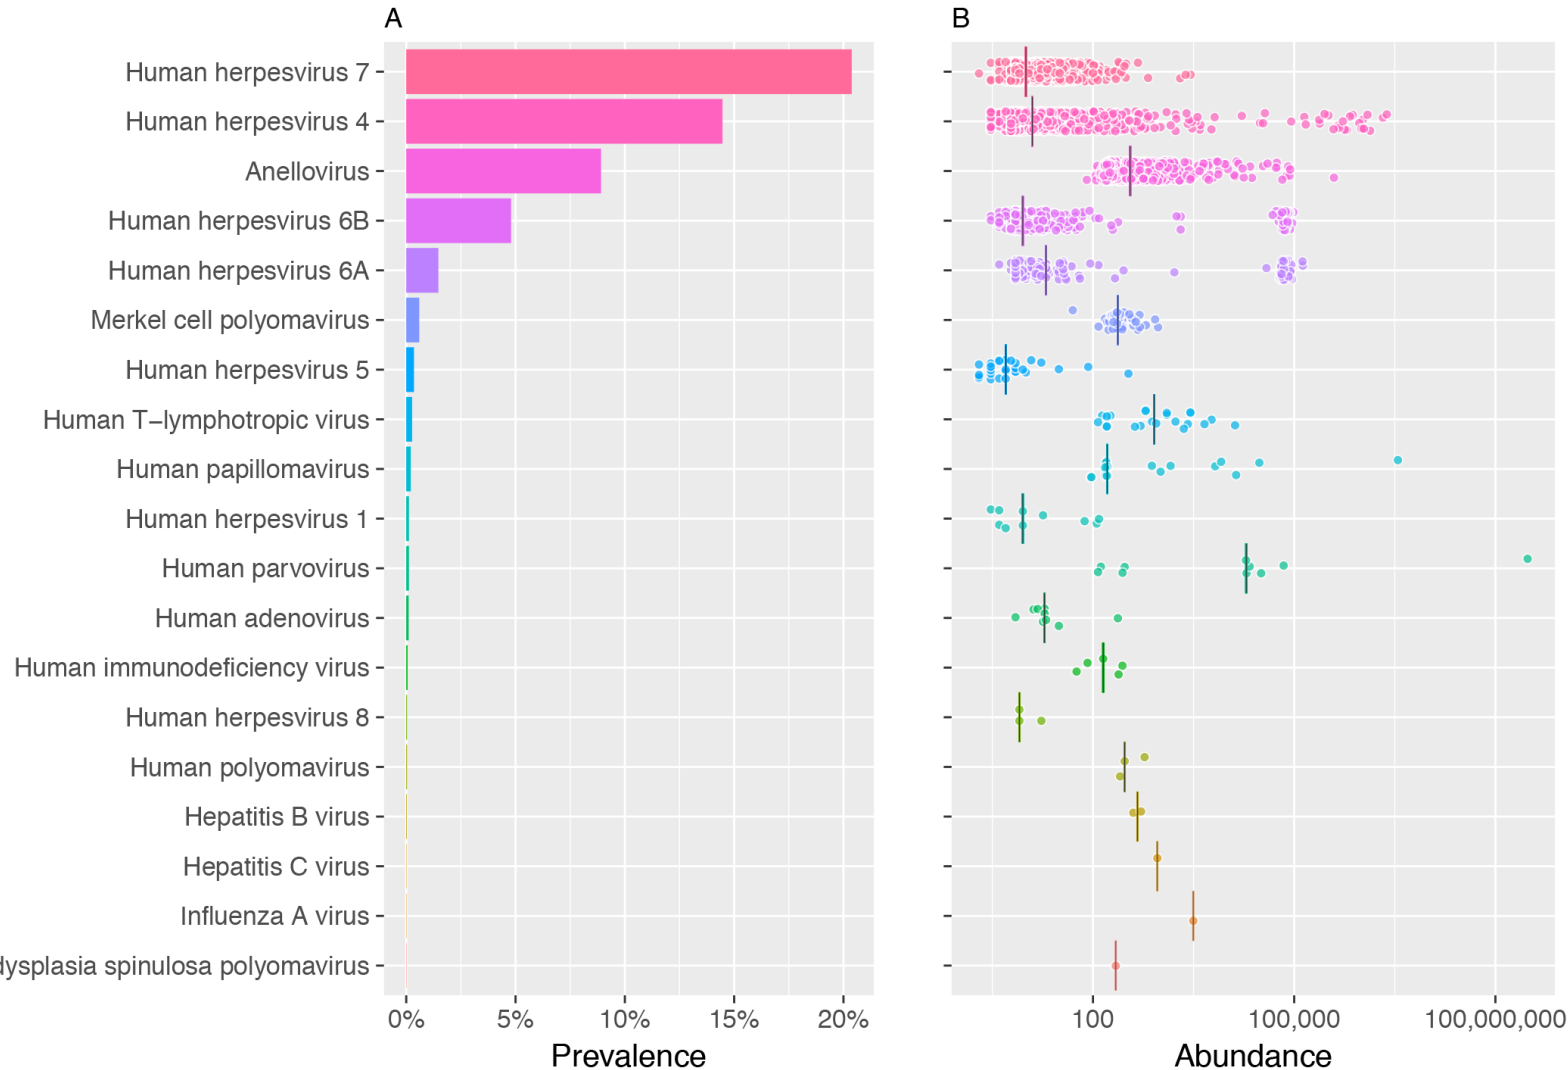 A
B
Human herpesvirus 7
Human herpesvirus 4
Anellovirus
Human herpesvirus 6B
Human herpesvirus 6A
Merkel cell polyomavirus
Human herpesvirus 5
Human T−lymphotropic virus
Human papillomavirus
Human herpesvirus 1
Human parvovirus
Human adenovirus
Human immunodeficiency virus
Human herpesvirus 8
Human polyomavirus
Hepatitis B virus
Hepatitis C virus
Influenza A virus
dysplasia spinulosa polyomavirus
0% 5% 10% 15% 20%
100 100,000 100,000,000
Prevalence
Abundance